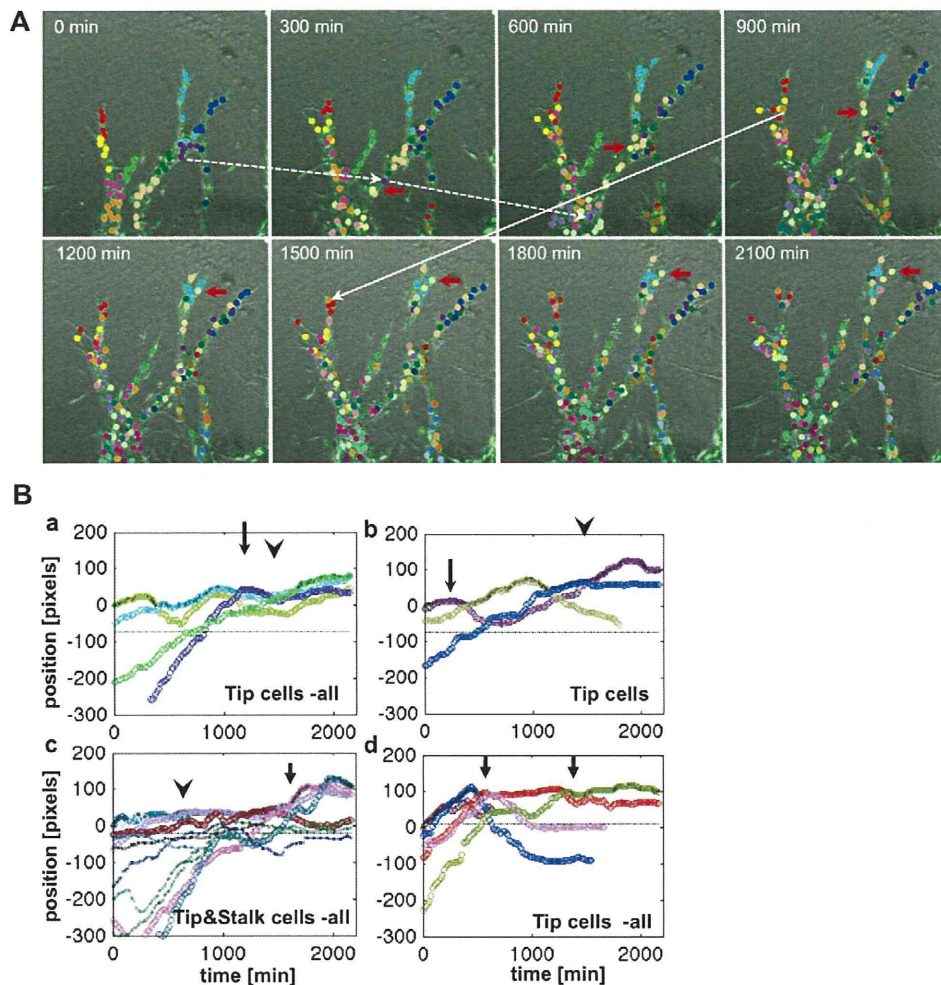 A
0 min
300 min
600 min
900 min
1200 min
1500 min
1800 min
2100 min
B
a
200
100
0
-100
-200
-300
position [pixels]
Tip cells -all
0
1000
2000
b
200
100
0
-100
-200
-300
Tip cells
0
1000
2000
c
200
100
0
-100
-200
-300
position [pixels]
Tip&Stalk cells -all
0
1000
2000
time [min]
d
200
100
0
-100
-200
-300
Tip cells -all
0
1000
2000
time [min]